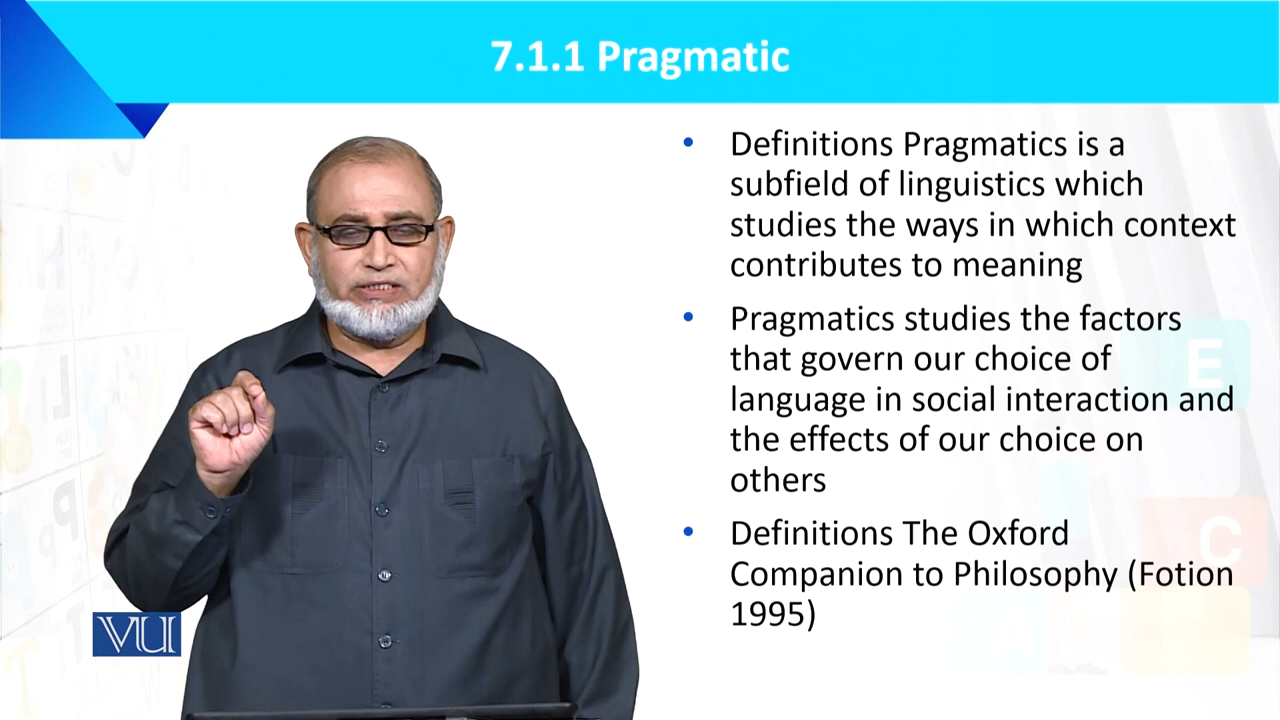 7.1.1 Pragmatic
• Definitions Pragmatics is a
subfield of linguistics which
studies the ways in which context
contributes to meaning
• Pragmatics studies the factors
that govern our choice of
language in social interaction and
the effects of our choice on
others
• Definitions The Oxford
Companion to Philosophy (Fotion
1995)
VU
E
C